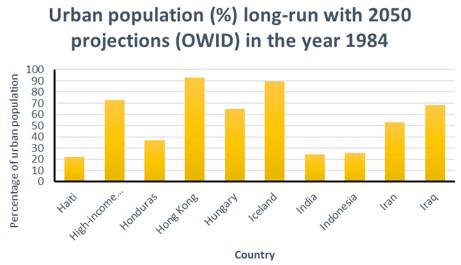 Urban population (%) long-run with 2050
projections (OWID) in the year 1984
Percentage of urban population
100
90
80
70
60
50
40
30
20
10
0
Haiti
High-income...
Honduras
Hong Kong
Hungary
Iceland
India
Indonesia
Iran
Iraq
Country